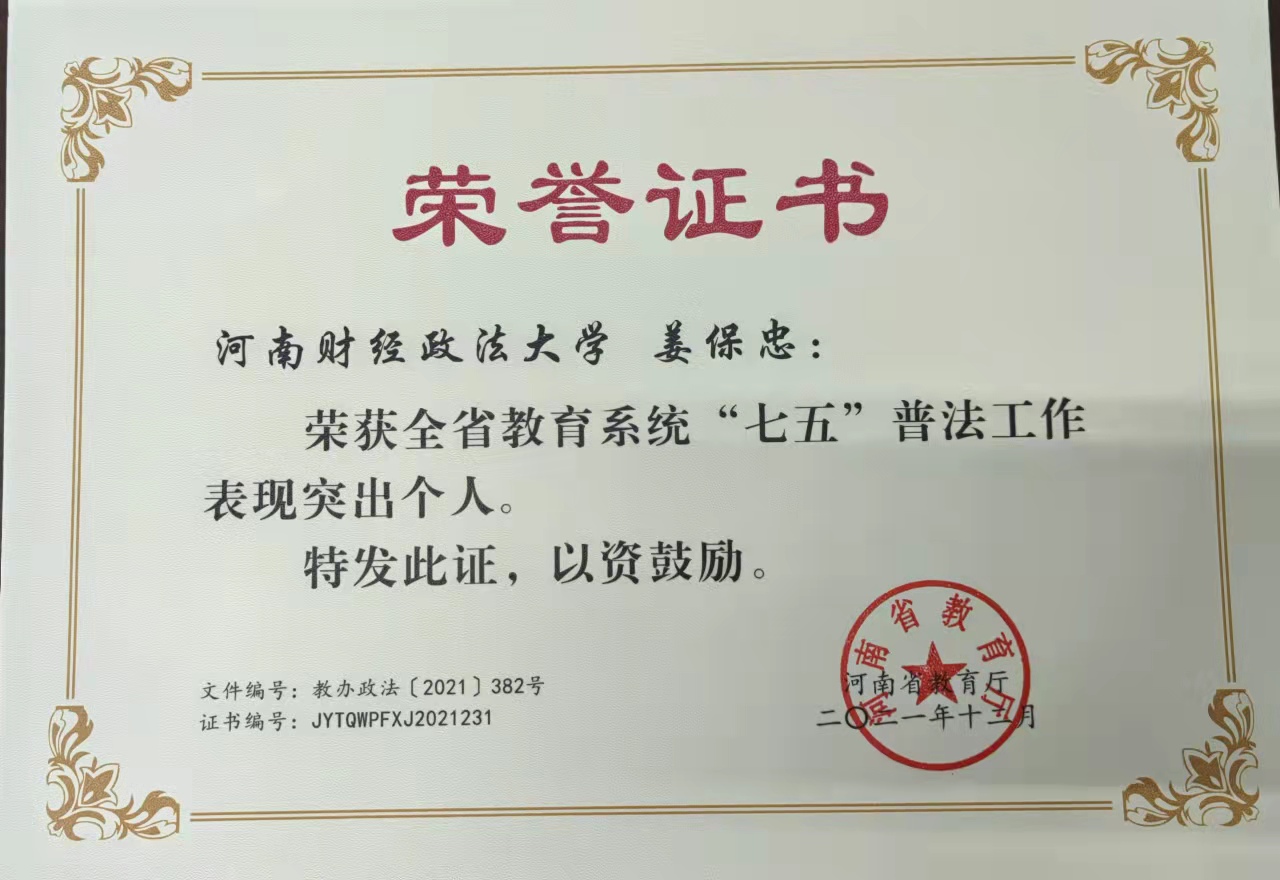 荣誉证书
河南财经政法大学 姜保忠：
荣获全省教育系统“七五”普法工作
表现突出个人。
特发此证，以资鼓励。
河南省教育厅
文件编号：教办政法〔2021〕382号
河南省教育厅
证书编号：JYTQWPFXJ2021231
二〇二一年十二月